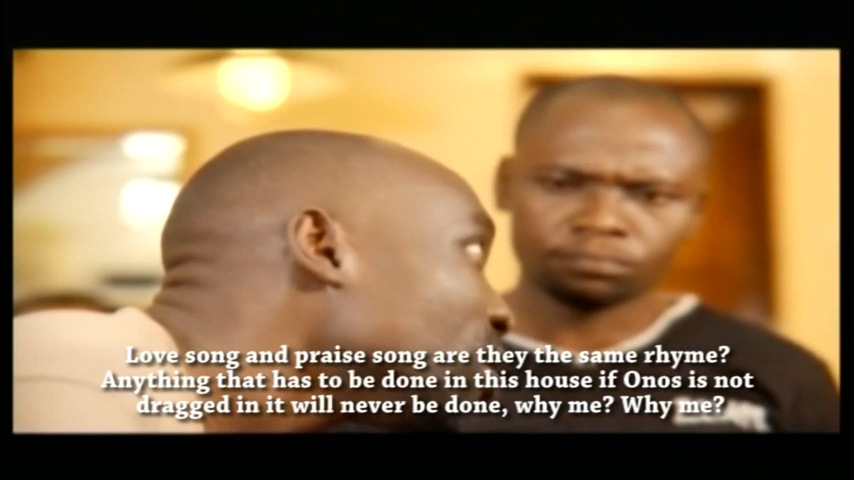 Love song and praise song are they the same rhyme?
Anything that has to be done in this house if Onos is not
dragged in it will never be done, why me? Why me?